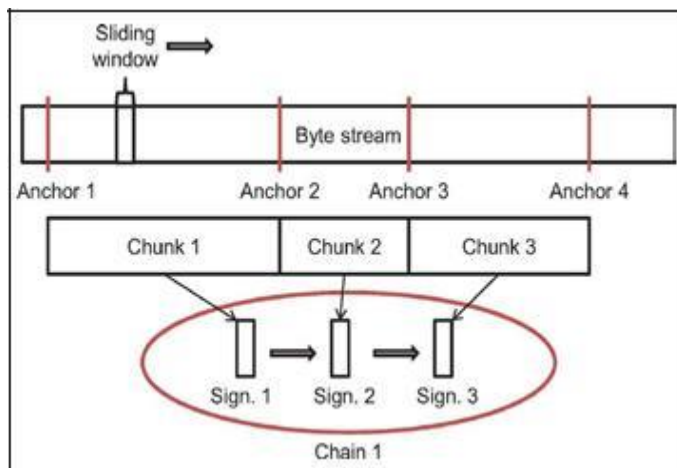 Sliding
window
Byte stream
Anchor 1 Anchor 2 Anchor 3 Anchor 4
Chunk 1 Chunk 2 Chunk 3
Sign. 1 Sign. 2 Sign. 3
Chain 1